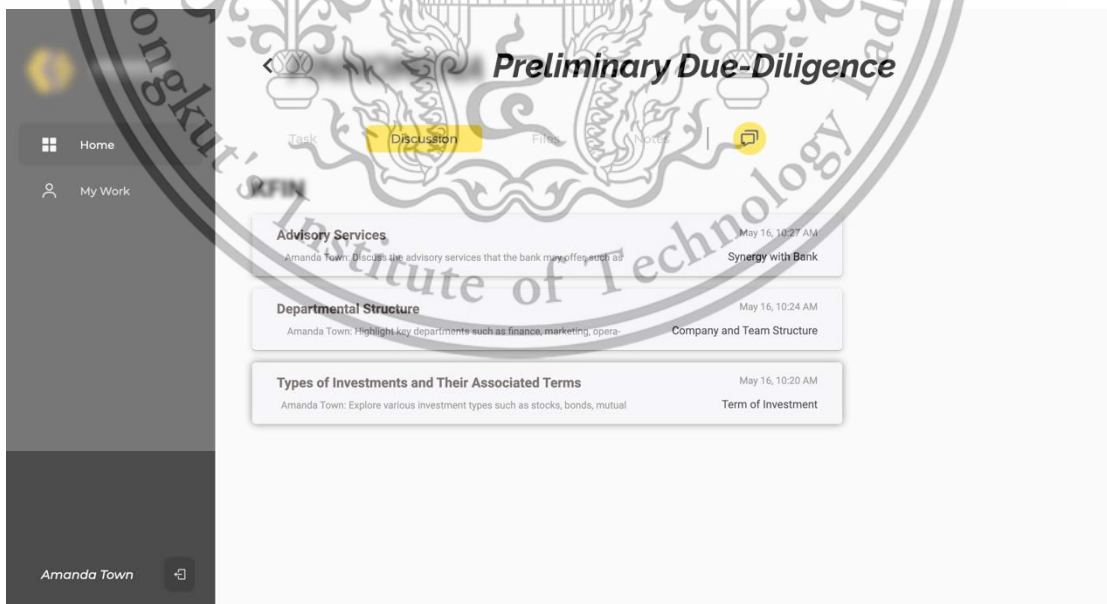 Preliminary Due-Diligence
Home
Task
Discussion
Files
Notes
My Work
KFIN
Advisory Services
May 16, 10:27 AM
Amanda Town: Discuss the advisory services that the bank may offer, such as
Synergy with Bank
Departmental Structure
May 16, 10:24 AM
Amanda Town: Highlight key departments such as finance, marketing, opera-
Company and Team Structure
Types of Investments and Their Associated Terms
May 16, 10:20 AM
Amanda Town: Explore various investment types such as stocks, bonds, mutual
Term of Investment
Amanda Town
Institute of Technology